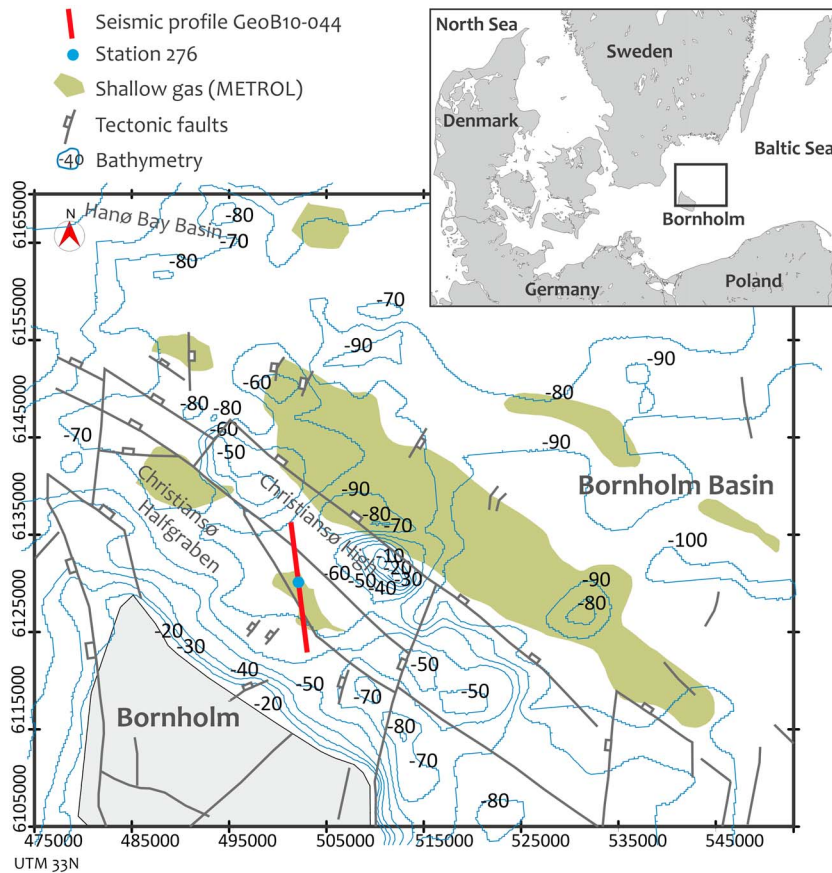 Seismic profile GeoB10-044
Station 276
Shallow gas (METROL)
Tectonic faults
-40 Bathymetry
North Sea
Sweden
Denmark
Baltic Sea
Bornholm
Germany
Poland
6165000
6155000
6145000
6135000
6125000
6115000
6105000
N
Hanø Bay Basin
-80
-70
-80
-70
-90
-90
-60
-80
-80
-80
-60
-70
-50
-90
Christiansø
Halfgraben
Christiansø High
Bornholm Basin
-90
-80
-70
-100
-10
-20
-30
-60
-50
-40
-90
-80
-20
-30
-40
-50
-20
-50
-70
-50
-80
-70
-80
Bornholm
475000
485000
495000
505000
515000
525000
535000
545000
UTM 33N